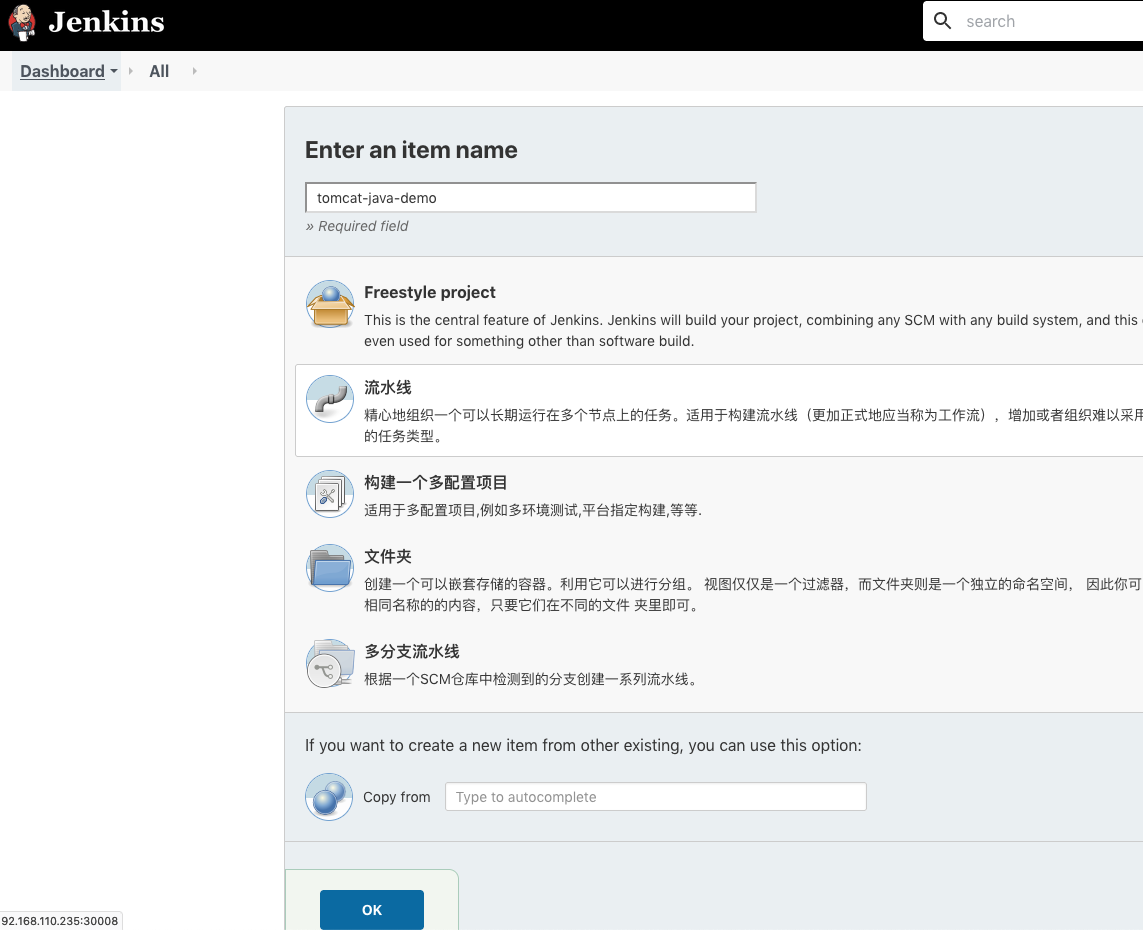 Jenkins
search
Dashboard
All
Enter an item name
tomcat-java-demo
» Required field
Freestyle project
This is the central feature of Jenkins. Jenkins will build your project, combining any SCM with any build system, and this
even used for something other than software build.
流水线
精心地组织一个可以长期运行在多个节点上的任务。适用于构建流水线（更加正式地应当称为工作流），增加或者组织难以采用
的任务类型。
构建一个多配置项目
适用于多配置项目,例如多环境测试,平台指定构建,等等.
文件夹
创建一个可以嵌套存储的容器。利用它可以进行分组。 视图仅仅是一个过滤器，而文件夹则是一个独立的命名空间， 因此你可
相同名称的的内容，只要它们在不同的文件 夹里即可。
多分支流水线
根据一个SCM仓库中检测到的分支创建一系列流水线。
If you want to create a new item from other existing, you can use this option:
Copy from
Type to autocomplete
OK
92.168.110.235:30008